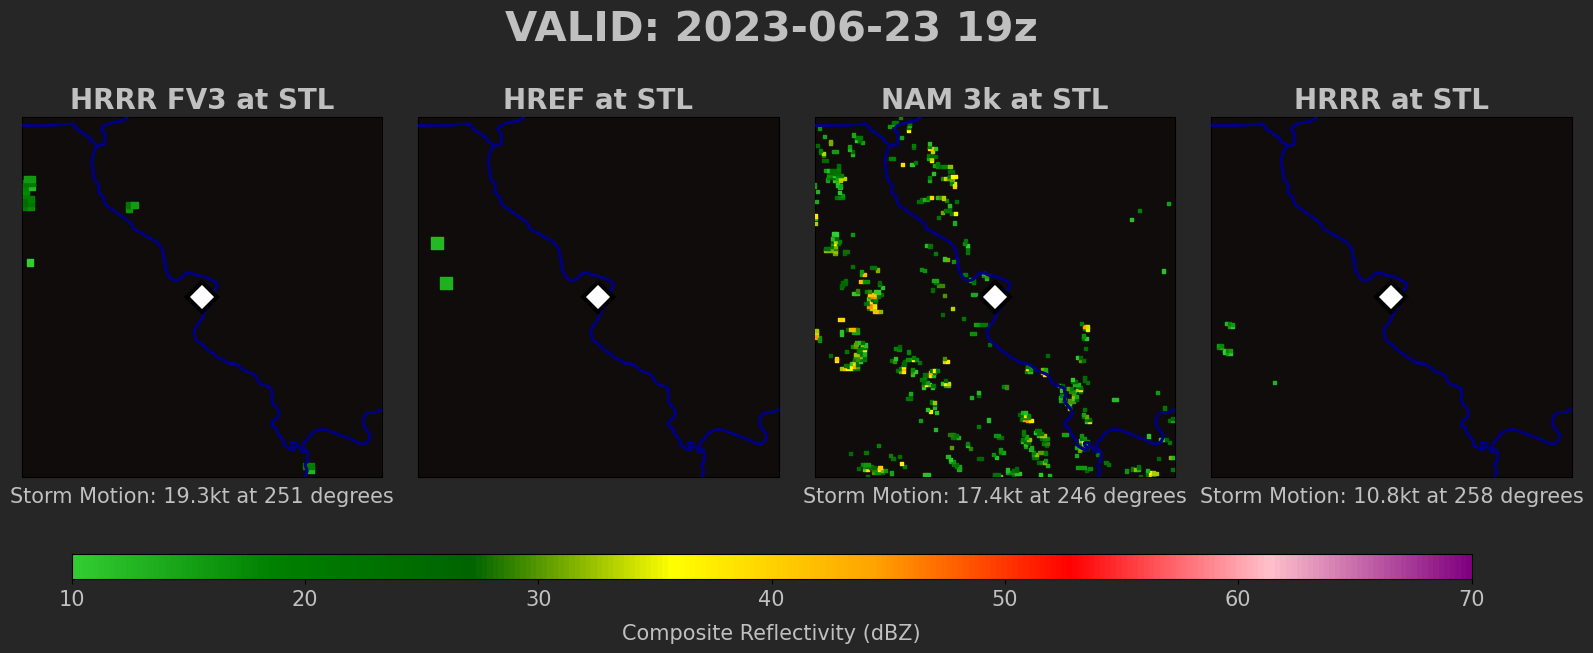 VALID: 2023-06-23 19z
HRRR FV3 at STL
HREF at STL
NAM 3k at STL
HRRR at STL
Storm Motion: 19.3kt at 251 degrees
Storm Motion: 17.4kt at 246 degrees
Storm Motion: 10.8kt at 258 degrees
10 20 30 40 50 60 70
Composite Reflectivity (dBZ)